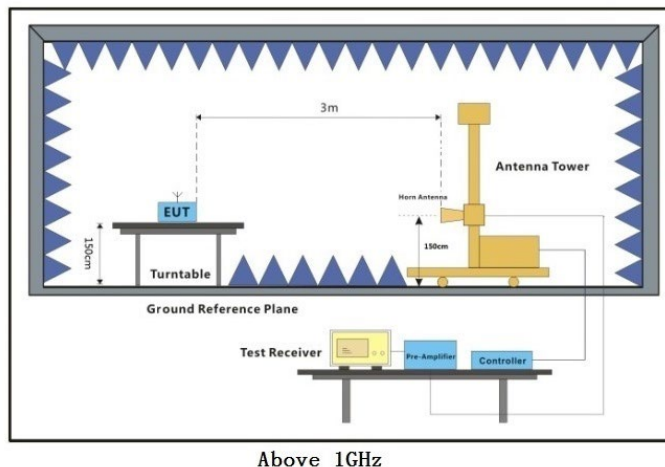 3m
Antenna Tower
Horn Antenna
EUT
150cm
150cm
Turntable
Ground Reference Plane
Test Receiver
Pre-Amplifier
Controller
Above 1GHz